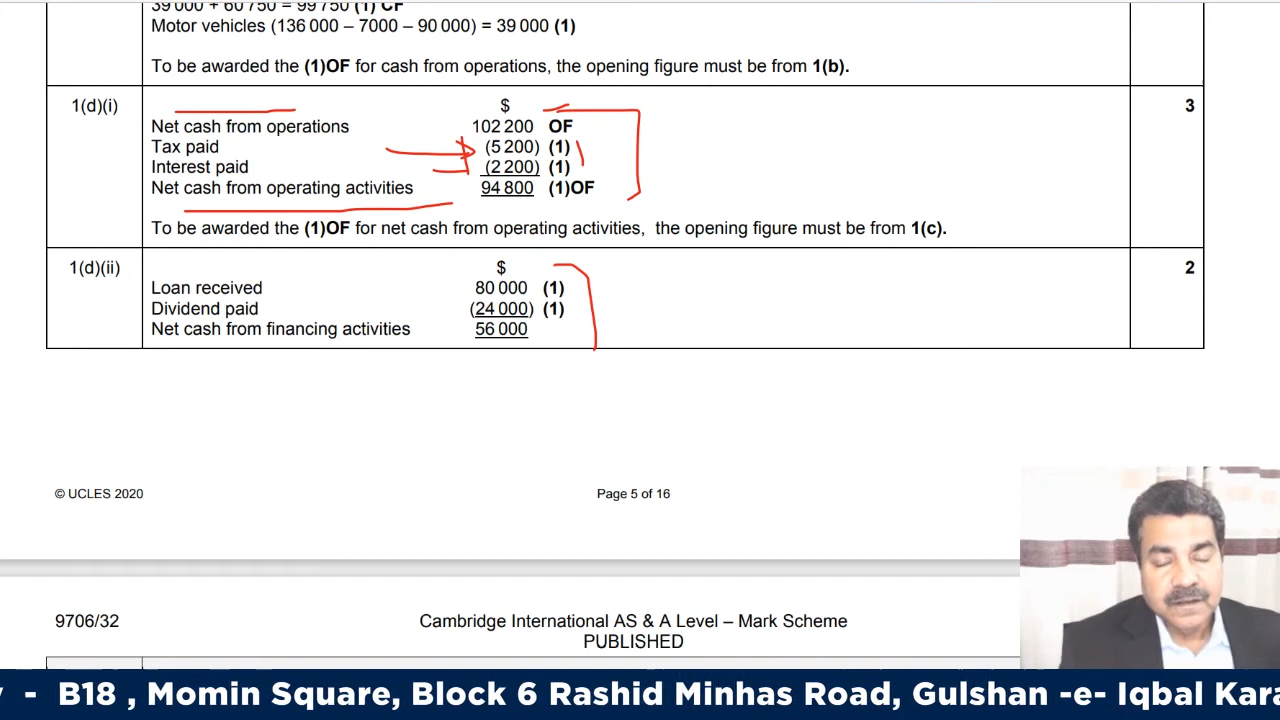 39 000 + 60 750 = 99 750 (1) CF
Motor vehicles (136 000 – 7000 – 90 000) = 39 000 (1)
To be awarded the (1)OF for cash from operations, the opening figure must be from 1(b).
1(d)(i)
$
3
Net cash from operations 102 200 OF
Tax paid (5 200) (1)
Interest paid (2 200) (1)
Net cash from operating activities 94 800 (1)OF
To be awarded the (1)OF for net cash from operating activities, the opening figure must be from 1(c).
1(d)(ii)
$
2
Loan received 80 000 (1)
Dividend paid (24 000) (1)
Net cash from financing activities 56 000
© UCLES 2020
Page 5 of 16
9706/32
Cambridge International AS & A Level – Mark Scheme
PUBLISHED
- B18 , Momin Square, Block 6 Rashid Minhas Road, Gulshan -e- Iqbal Kara